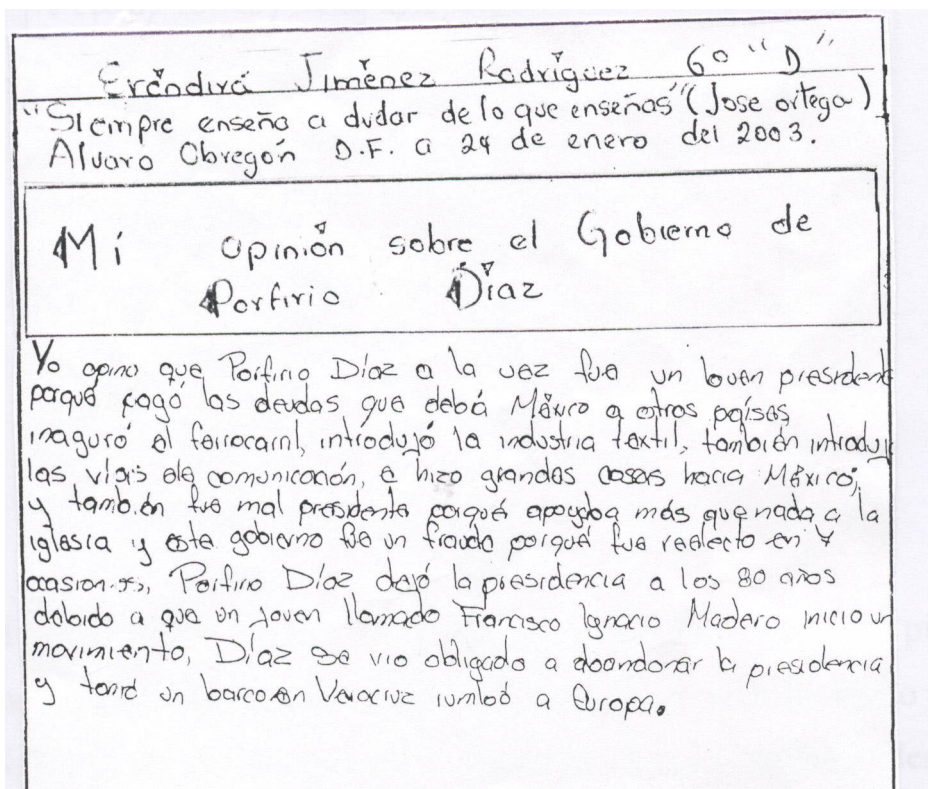 Eréndira Jiménez Rodríguez 6o "D"
"Siempre enseña a dudar de lo que enseñas" (Jose ortega)
Alvaro Obregón D.F. a 24 de enero del 2003.
Mi opinión sobre el Gobierno de
Porfirio Díaz
Yo opino que Porfirio Díaz a la vez fue un buen president
porqué pagó las deudas que debá México a otros países
inaguró el ferrocarril, introdujó la industria textil, también introduj
las vías de comunicación, e hizo grandes cosas hacia México,
y también fue mal presidente porqué apoyaba más que nada a la
iglesia y este gobierno fue un fraude porqué fue reelecto en
ocasiones, Porfirio Díaz dejó la presidencia a los 80 años
debido a que un joven llamado Francisco Ignacio Madero inicio un
movimiento, Díaz se vio obligado a abandonar la presidencia
y tomó un barco en Veracruz rumbó a Europa.